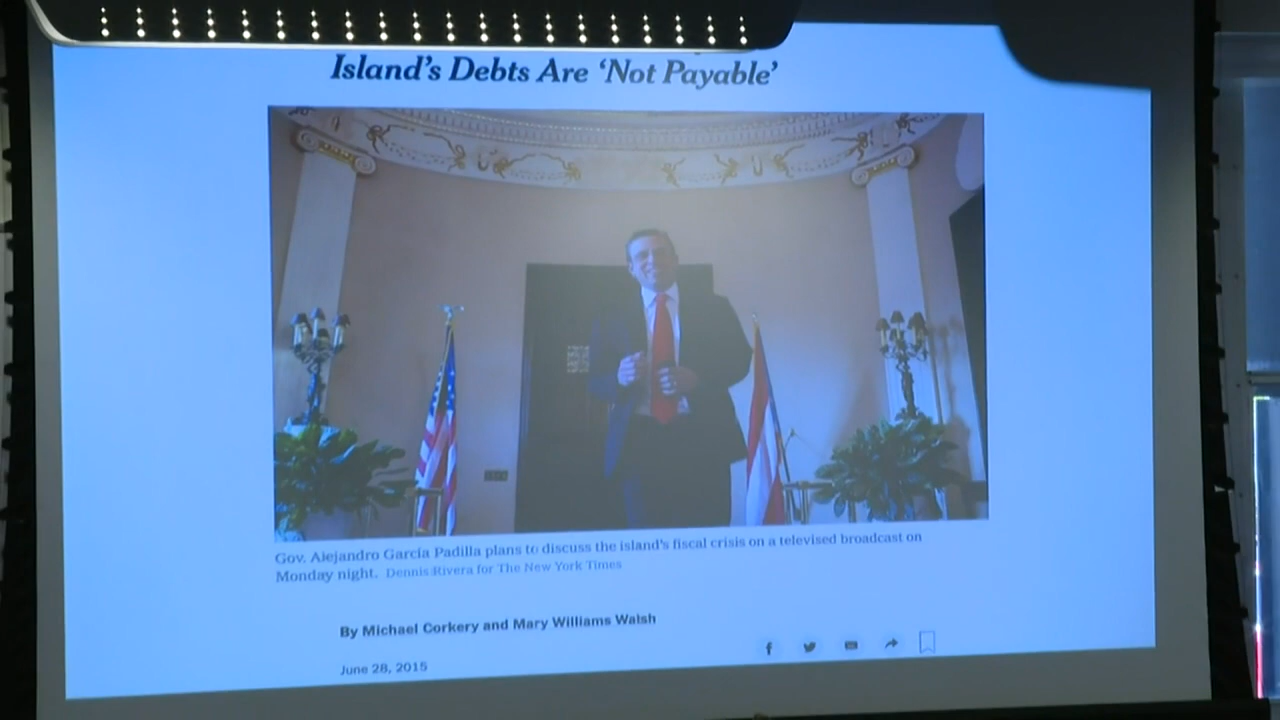 Island's Debts Are 'Not Payable'
Gov. Alejandro García Padilla plans to discuss the island's fiscal crisis on a televised broadcast on
Monday night. Dennis Rivera for The New York Times
By Michael Corkery and Mary Williams Walsh
June 28, 2015